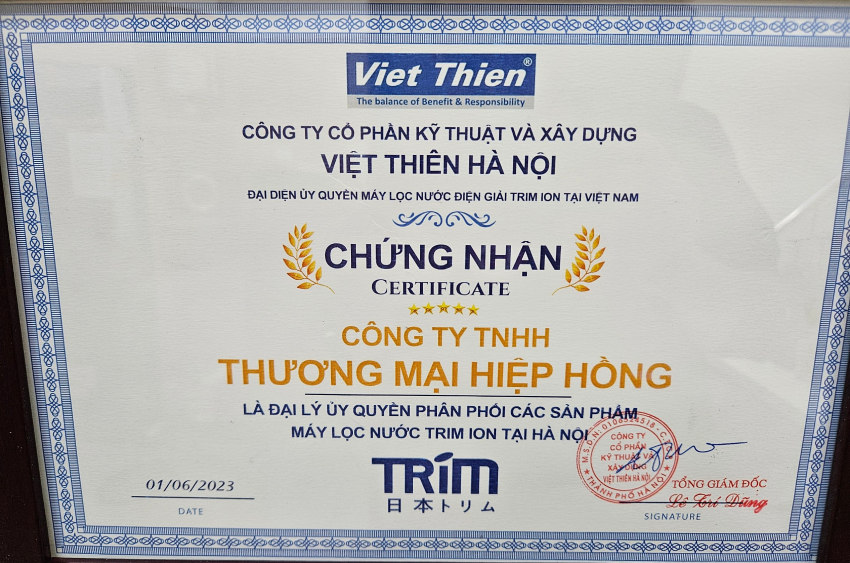 Viet Thien®
The balance of Benefit & Responsibility
CÔNG TY CỔ PHẦN KỸ THUẬT VÀ XÂY DỰNG
VIỆT THIÊN HÀ NỘI
ĐẠI DIỆN ỦY QUYỀN MÁY LỌC NƯỚC ĐIỆN GIẢI TRIM ION TẠI VIỆT NAM
CHỨNG NHẬN
CERTIFICATE
CÔNG TY TNHH
THƯƠNG MẠI HIỆP HỒNG
LÀ ĐẠI LÝ ỦY QUYỀN PHÂN PHỐI CÁC SẢN PHẨM
MÁY LỌC NƯỚC TRIM ION TẠI HÀ NỘI
TRIM
日本トリム
01/06/2023
DATE
M.S.D.N:
CÔNG TY
CỔ PHẦN
KỸ THUẬT VÀ
XÂY DỰNG
VIỆT THIÊN HÀ NỘI
THÀNH PHỐ HÀ NỘI
TỔNG GIÁM ĐỐC
Lê Trí Dũng
SIGNATURE